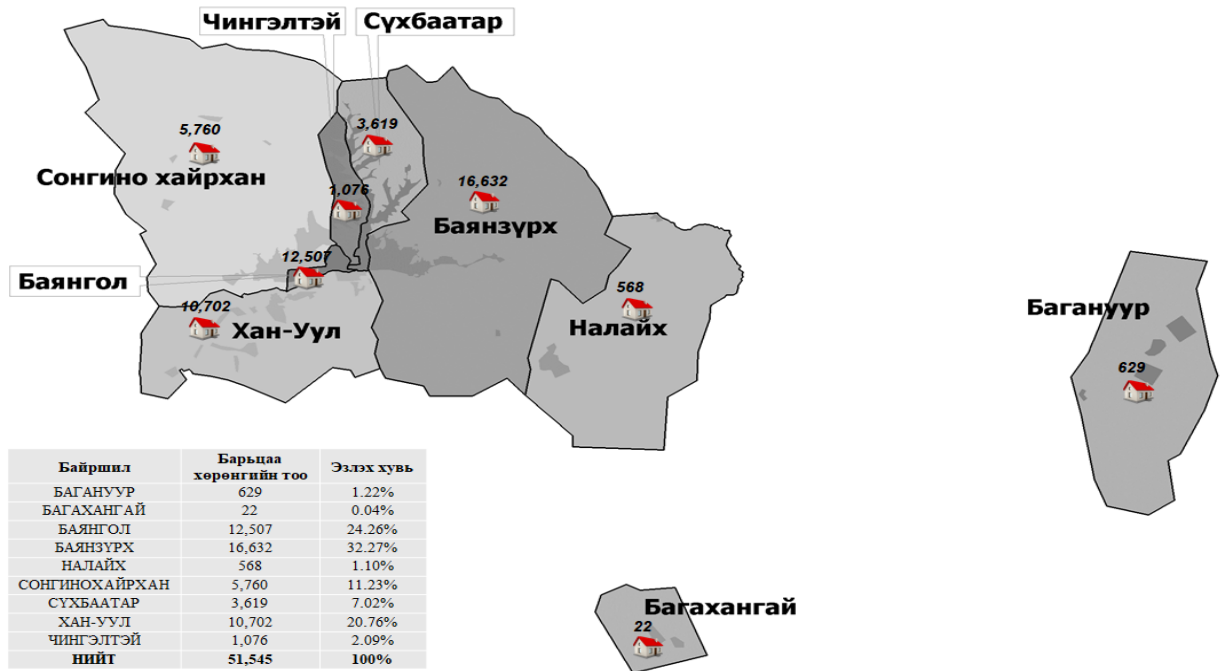 Чингэлтэй Сүхбаатар
3,619
5,760
Сонгино хайрхан
1,076
16,632
Баянзүрх
12,507
Баянгол
10,702
Хан-Уул
568
Налайх
Багануур
629
Байршил Барьцаа хөрөнгийн тоо Эзлэх хувь
БАГАНУУР 629 1.22%
БАГАХАНГАЙ 22 0.04%
БАЯНГОЛ 12,507 24.26%
БАЯНЗҮРХ 16,632 32.27%
НАЛАЙХ 568 1.10%
СОНГИНОХАЙРХАН 5,760 11.23%
СҮХБААТАР 3,619 7.02%
ХАН-УУЛ 10,702 20.76%
ЧИНГЭЛТЭЙ 1,076 2.09%
НИЙТ 51,545 100%
Багахангай
22